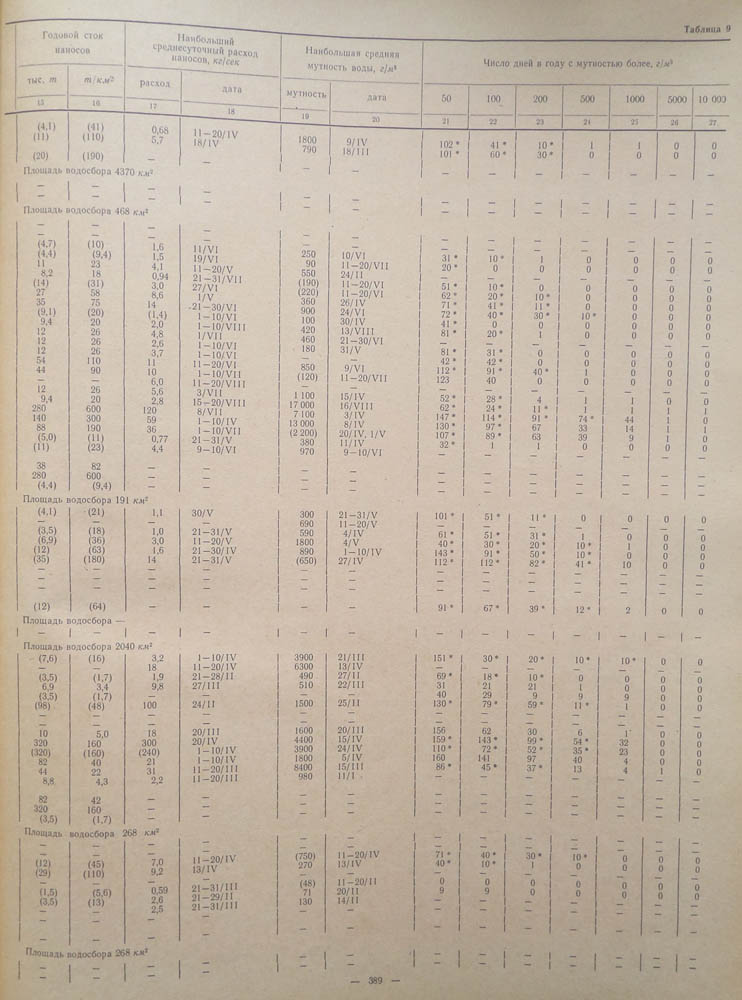 Таблица 9
Годовой сток наносов | Наибольший среднесуточный расход наносов, кг/сек | Наибольшая средняя мутность воды, г/м³ | Число дней в году с мутностью более, г/м³
тыс. т | т/км² | расход | дата | мутность | дата | 50 | 100 | 200 | 500 | 1000 | 5000 | 10 000
15 | 16 | 17 | 18 | 19 | 20 | 21 | 22 | 23 | 24 | 25 | 26 | 27
(4,1) (41) 0,68 11—20/IV 1800 9/IV 102* 41* 10* 1 1 0 0
(11) (110) 5,7 18/IV 790 18/III 101* 60* 30* 0 0 0 0
(20) (190) — — — — — — — — — — —
Площадь водосбора 4370 км²
— — — — — — — — — — — — —
— — — — — — — — — — — — —
Площадь водосбора 468 км²
— — — — — — — — — — — — —
— — — — — — — — — — — — —
(4,7) (10) 1,6 11/VI 250 10/VI 31* 10* 1 0 0 0 0
(4,4) (9,4) 1,5 19/VI 90 11—20/VII 20* 0 0 0 0 0 0
11 23 4,1 11—20/V 550 24/II — — — — — — —
8,2 18 0,94 21—31/VII (190) 11—20/VI 51* 10* 0 0 0 0 0
(14) (31) 3,0 27/VI (220) 11—20/VI 62* 20* 10* 0 0 0 0
27 58 8,6 1/V 360 26/IV 71* 41* 11* 0 0 0 0
35 75 14 21—30/VI 900 24/VI 72* 40* 30* 10* 0 0 0
(9,1) (20) (1,4) 1—10/VI 100 30/IV 41* 0 0 0 0 0 0
9,4 20 2,0 1—10/VIII 420 13/VIII 81* 20* 1 0 0 0 0
12 26 4,8 1/VII 460 21—30/VI — — — — — — —
12 26 2,6 1—10/VI 180 31/V 81* 31* 0 0 0 0 0
12 26 3,7 1—10/VI — — 42* 42* 0 0 0 0 0
54 110 11 11—20/VI 850 9/VI 112* 91* 40* 1 0 0 0
44 90 10 1—10/VII (120) 11—20/VII 123 40 0 0 0 0 0
— — 6,0 11—20/VIII — — — — — — — — —
12 26 5,6 3/VII 1 100 15/IV 52* 28* 4 1 1 0 0
9,4 20 2,8 15—20/VIII 17 000 16/VIII 62* 24* 11* 1 1 1 1
280 600 120 8/VII 7 100 3/IV 147* 114* 91* 74* 44 1 0
140 300 59 1—10/IV 13 000 8/IV 130* 97* 67 33 14 1 1
88 190 36 1—10/VII (2 200) 20/IV, 1/V 107* 89* 63 39 9 1 0
(5,0) (11) 0,77 21—31/V 380 11/IV 32* 1 1 0 0 0 0
(11) (23) 4,4 9—10/VI 970 9—10/VI — — — — — — —
38 82
280 600 — — — — — — — — — — —
(4,4) (9,4) — — — — — — — — — — —
Площадь водосбора 191 км²
(4,1) (21) 1,1 30/V 300 21—31/V 101* 51* 11* 0 0 0 0
— — — — 690 11—20/V — — — — — — —
(3,5) (18) 1,0 21—31/V 590 4/IV 61* 51* 31* 1 0 0 0
(6,9) (36) 3,0 11—20/V 1800 4/V 40* 30* 20* 10* 1 0 0
(12) (63) 1,6 21—30/IV 890 1—10/IV 143* 91* 50* 10* 0 0 0
(35) (180) 14 21—31/V (650) 27/IV 112* 112* 82* 41* 10 0 0
— — — — — — — — — — — — —
— — — — — — — — — — — — —
— — — — — — — — — — — — —
(12) (64) — — — — 91* 67* 39* 12* 2 0 0
Площадь водосбора —
— — — — — — — — — — — — —
Площадь водосбора 2040 км²
(7,6) (16) 3,2 1—10/IV 3900 21/III 151* 30* 20* 10* 10* 0 0
— — 18 11—20/IV 6300 13/IV — — — — — — —
(3,5) (1,7) 1,9 21—28/II 490 27/II 69* 18* 10* 0 0 0 0
6,9 3,4 9,8 27/III 510 22/III 31 21 21 1 0 0 0
(3,5) (1,7) — — — — 40 29 9 9 9 0 0
(98) (48) 100 24/II 1500 25/II 130* 79* 59* 11* 1 0 0
— — — — — — — — — — — — —
10 5,0 18 20/III 1600 20/III 156 62 30 6 1 0 0
320 160 300 20/IV 4400 15/IV 159* 143* 99* 54* 32 0 0
(320) (160) (240) 1—10/IV 3900 24/IV 110* 72* 52* 35* 23 0 0
82 40 21 1—10/IV 1800 5/IV 160 141 97 40 4 0 0
44 22 31 11—20/III 8400 15/III 86* 45* 37* 13 4 1 0
8,8 4,3 2,2 11—20/III 980 11/I — — — — — — —
82 42 — — — — — — — — — — —
320 160 — — — — — — — — — — —
(3,5) (1,7) — — — — — — — — — — —
Площадь водосбора 268 км²
— — — — — — — — — — — — —
(12) (45) 7,0 11—20/IV (750) 11—20/IV 71* 40* 30* 10* 0 0 0
(29) (110) 9,2 13/IV 270 13/IV 40* 10* 1 0 0 0 0
— — — — (48) 11—20/II 0 0 0 0 0 0 0
(1,5) (5,6) 0,59 21—31/III 71 20/II 9 9 0 0 0 0 0
(3,5) (13) 2,6 21—29/II 130 14/II — — — — — — —
— — 2,5 21—31/III — — — — — — — — —
— — — — — — — — — — — — —
— — — — — — — — — — — — —
Площадь водосбора 268 км²
— — — — — — — — — — — — —
— — — — — — — — — — — — —
— 389 —